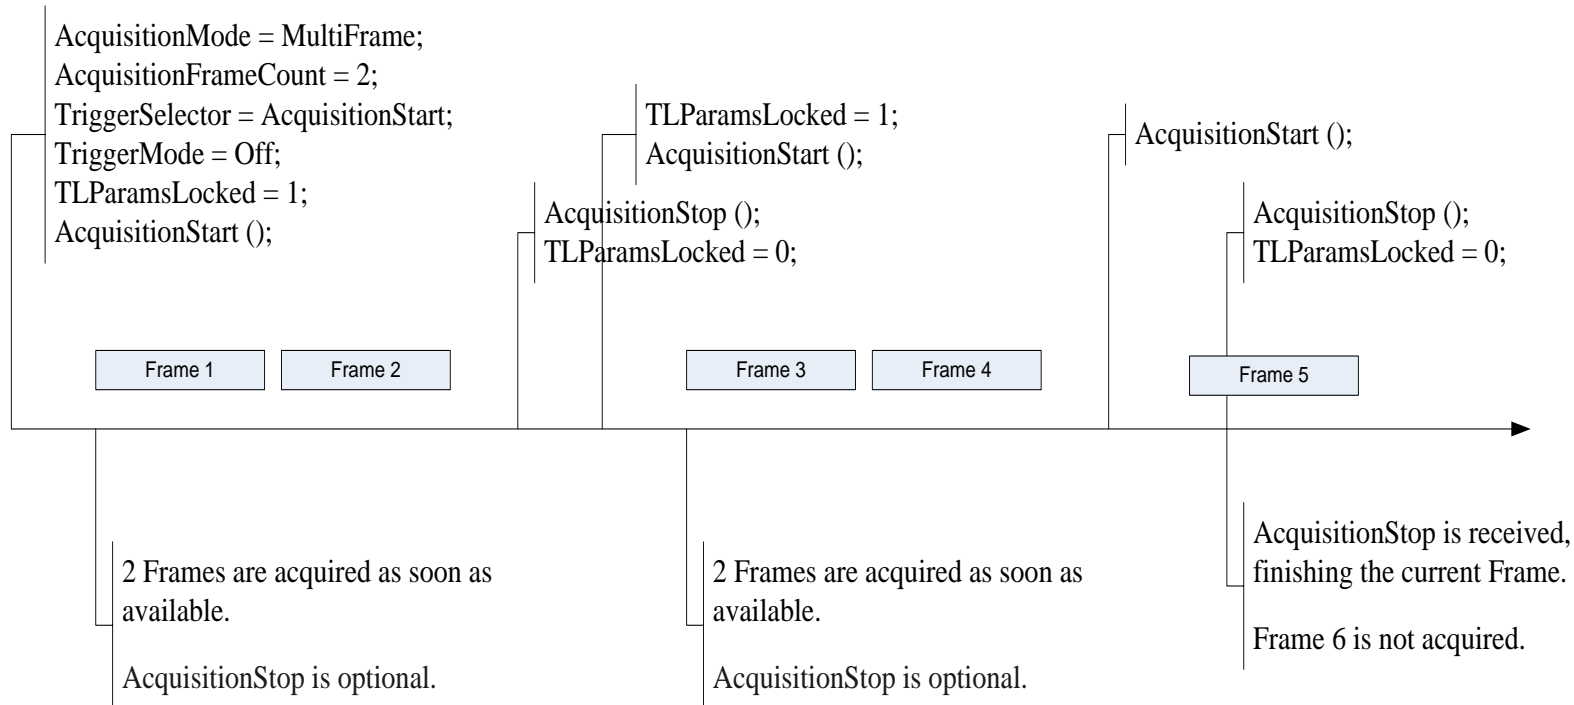 AcquisitionMode = MultiFrame;
AcquisitionFrameCount = 2;
TriggerSelector = AcquisitionStart;
TriggerMode = Off;
TLParamsLocked = 1;
AcquisitionStart ();
AcquisitionStop ();
TLParamsLocked = 0;
TLParamsLocked = 1;
AcquisitionStart ();
AcquisitionStart ();
AcquisitionStop ();
TLParamsLocked = 0;
Frame 1
Frame 2
Frame 3
Frame 4
Frame 5
2 Frames are acquired as soon as
available.
AcquisitionStop is optional.
2 Frames are acquired as soon as
available.
AcquisitionStop is optional.
AcquisitionStop is received,
finishing the current Frame.
Frame 6 is not acquired.